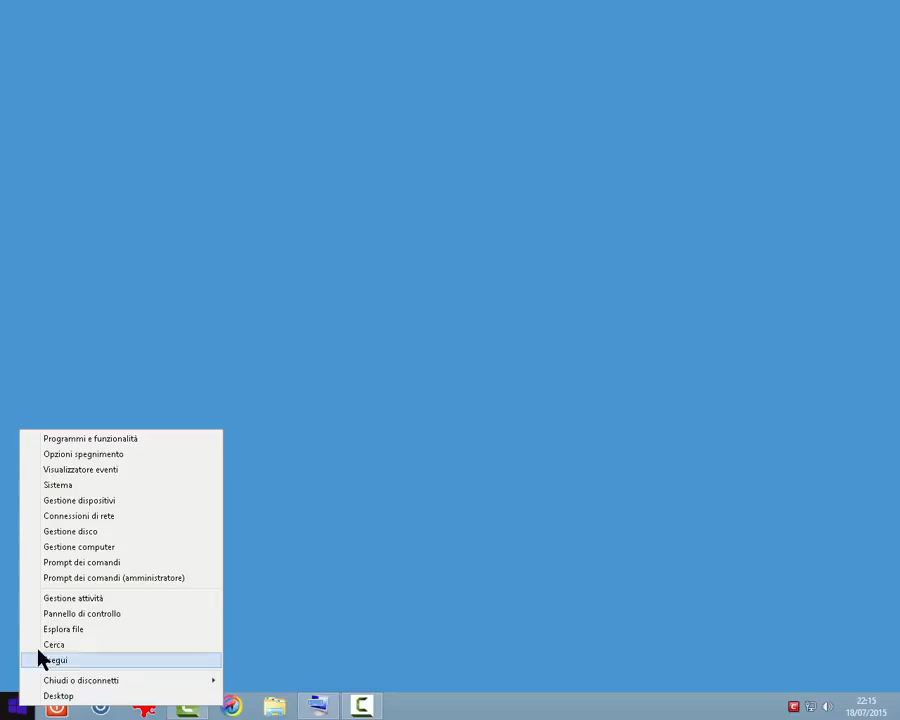 Programmi e funzionalità
Opzioni spegnimento
Visualizzatore eventi
Sistema
Gestione dispositivi
Connessioni di rete
Gestione disco
Gestione computer
Prompt dei comandi
Prompt dei comandi (amministratore)
Gestione attività
Pannello di controllo
Esplora file
Cerca
Esegui
Chiudi o disconnetti
Desktop
22:15
18/07/2015